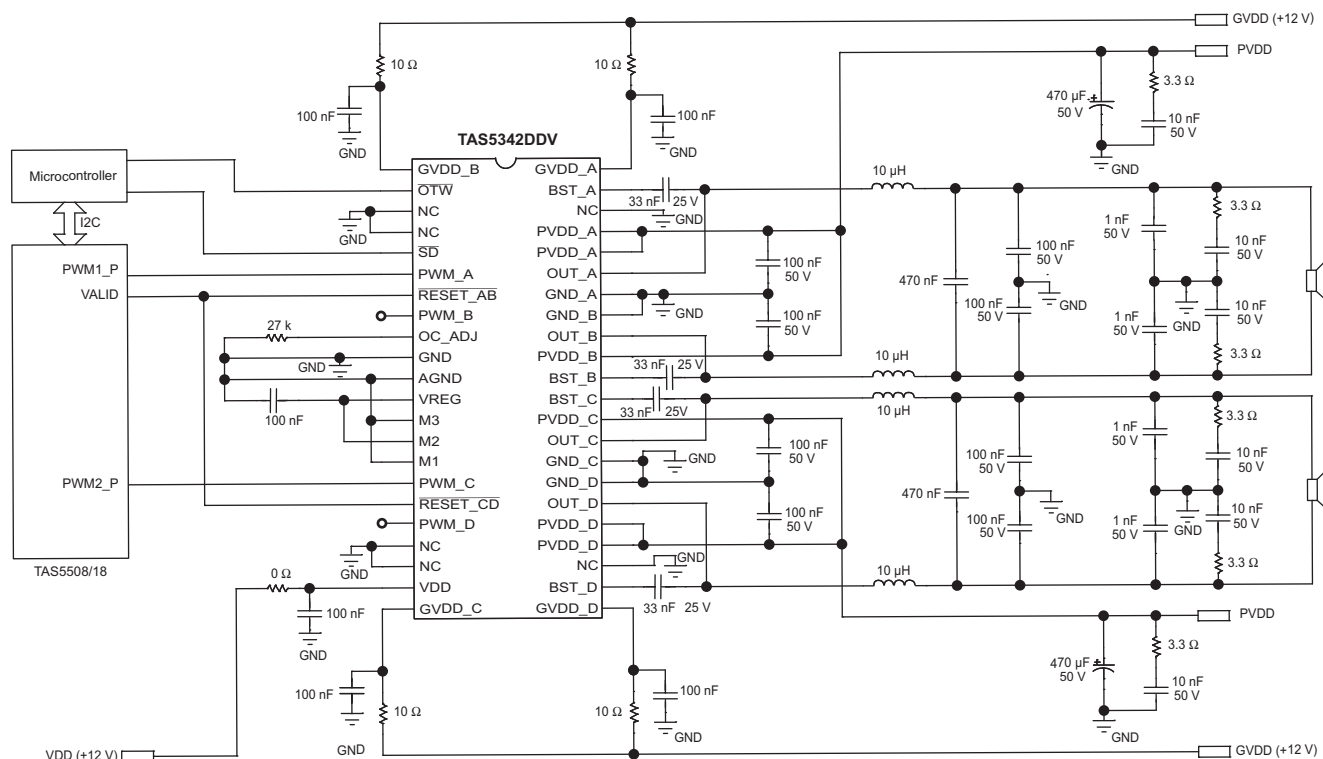 GVDD (+12 V)
PVDD
10 Ω
10 Ω
3.3 Ω
470 µF
50 V
10 nF
50 V
100 nF
100 nF
GND
GND
GND
TAS5342DDV
Microcontroller
I2C
PWM1_P
VALID
PWM2_P
TAS5508/18
GVDD_B
OTW
NC
NC
SD
PWM_A
RESET_AB
PWM_B
OC_ADJ
GND
AGND
VREG
M3
M2
M1
PWM_C
RESET_CD
PWM_D
NC
NC
VDD
GVDD_C
GVDD_A
BST_A
NC
PVDD_A
PVDD_A
OUT_A
GND_A
GND_B
OUT_B
PVDD_B
BST_B
BST_C
PVDD_C
OUT_C
GND_C
GND_D
OUT_D
PVDD_D
PVDD_D
NC
BST_D
GVDD_D
GND
27 k
GND
100 nF
GND
0 Ω
100 nF
GND
33 nF 25 V
GND
100 nF
50 V
GND
100 nF
50 V
33 nF 25 V
33 nF 25V
GND
100 nF
50 V
100 nF
50 V
GND
33 nF 25 V
10 µH
470 nF
100 nF
50 V
GND
100 nF
50 V
1 nF
50 V
3.3 Ω
10 nF
50 V
GND
1 nF
50 V
10 nF
50 V
3.3 Ω
10 µH
10 µH
470 nF
100 nF
50 V
GND
100 nF
50 V
1 nF
50 V
3.3 Ω
10 nF
50 V
GND
1 nF
50 V
10 nF
50 V
3.3 Ω
10 µH
PVDD
3.3 Ω
470 µF
50 V
10 nF
50 V
GND
100 nF
100 nF
10 Ω
10 Ω
GND
GND
VDD (+12 V)
GVDD (+12 V)